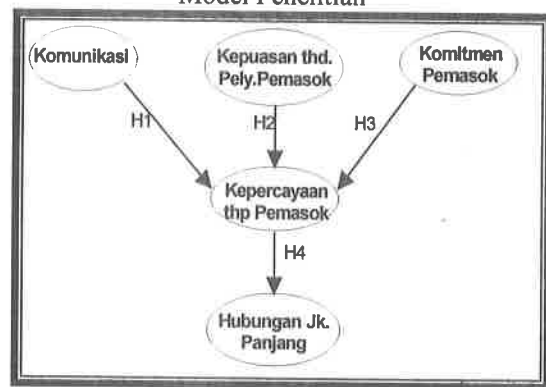 Model Penelitian
Komunikasi
Kepuasan thd.
Pely.Pemasok
Komitmen
Pemasok
H1
H2
H3
Kepercayaan
thp Pemasok
H4
Hubungan Jk.
Panjang